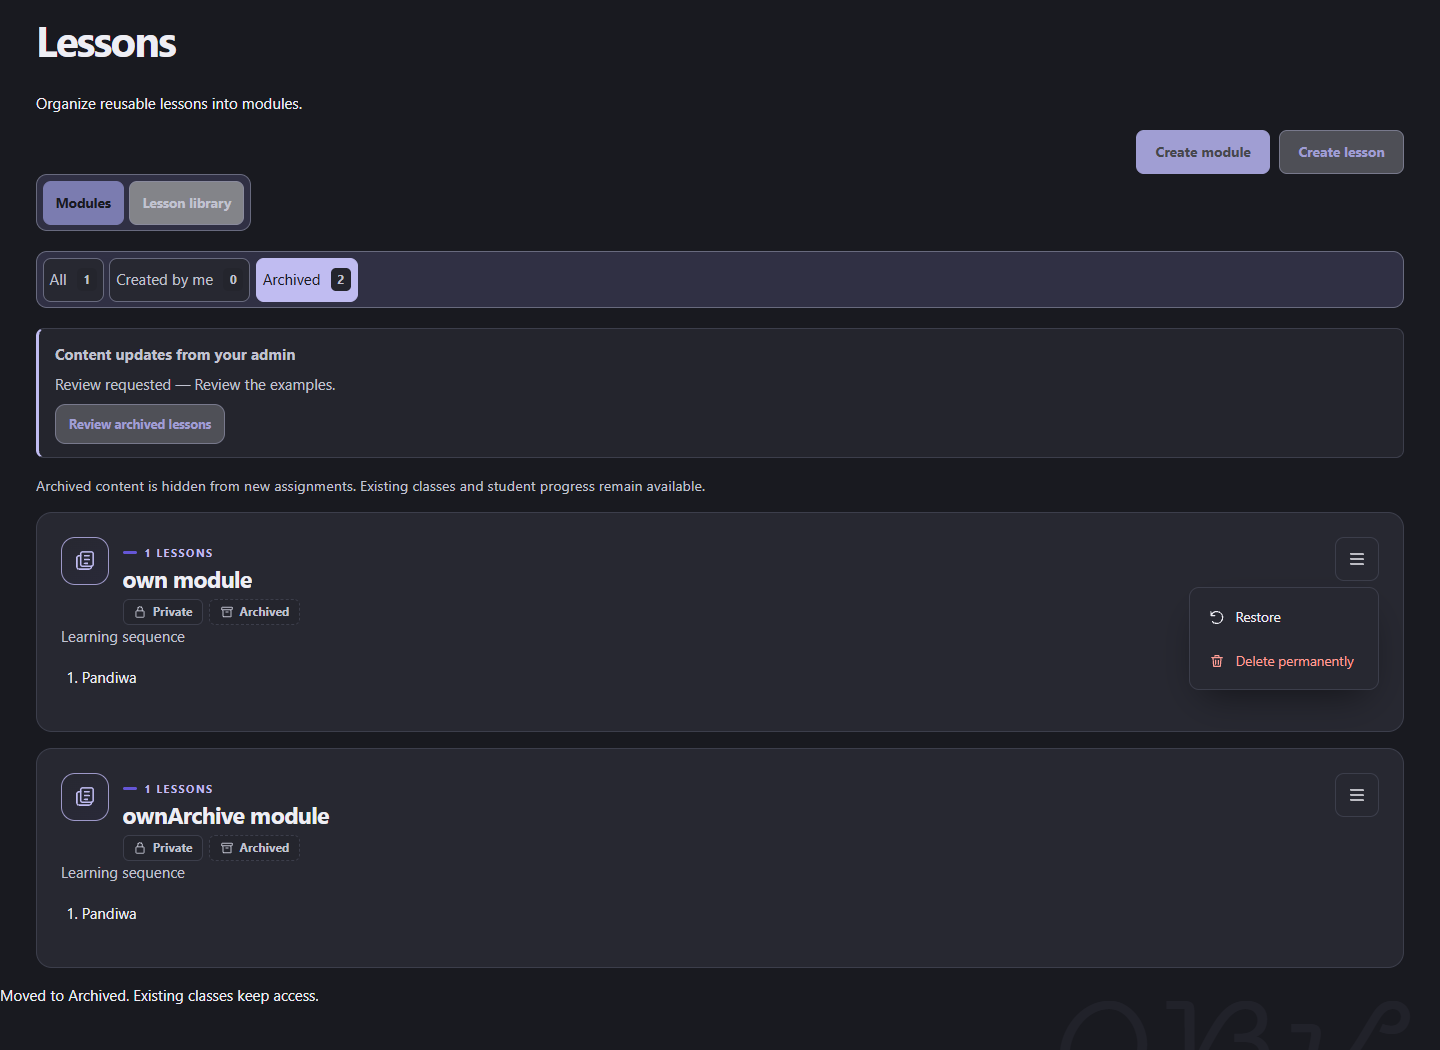 Lessons
Organize reusable lessons into modules.
Create module Create lesson
Modules Lesson library
All 1 Created by me 0 Archived 2
Content updates from your admin
Review requested — Review the examples.
Review archived lessons
Archived content is hidden from new assignments. Existing classes and student progress remain available.
1 LESSONS
own module
Private Archived
Learning sequence
1. Pandiwa
Restore
Delete permanently
1 LESSONS
ownArchive module
Private Archived
Learning sequence
1. Pandiwa
Moved to Archived. Existing classes keep access.